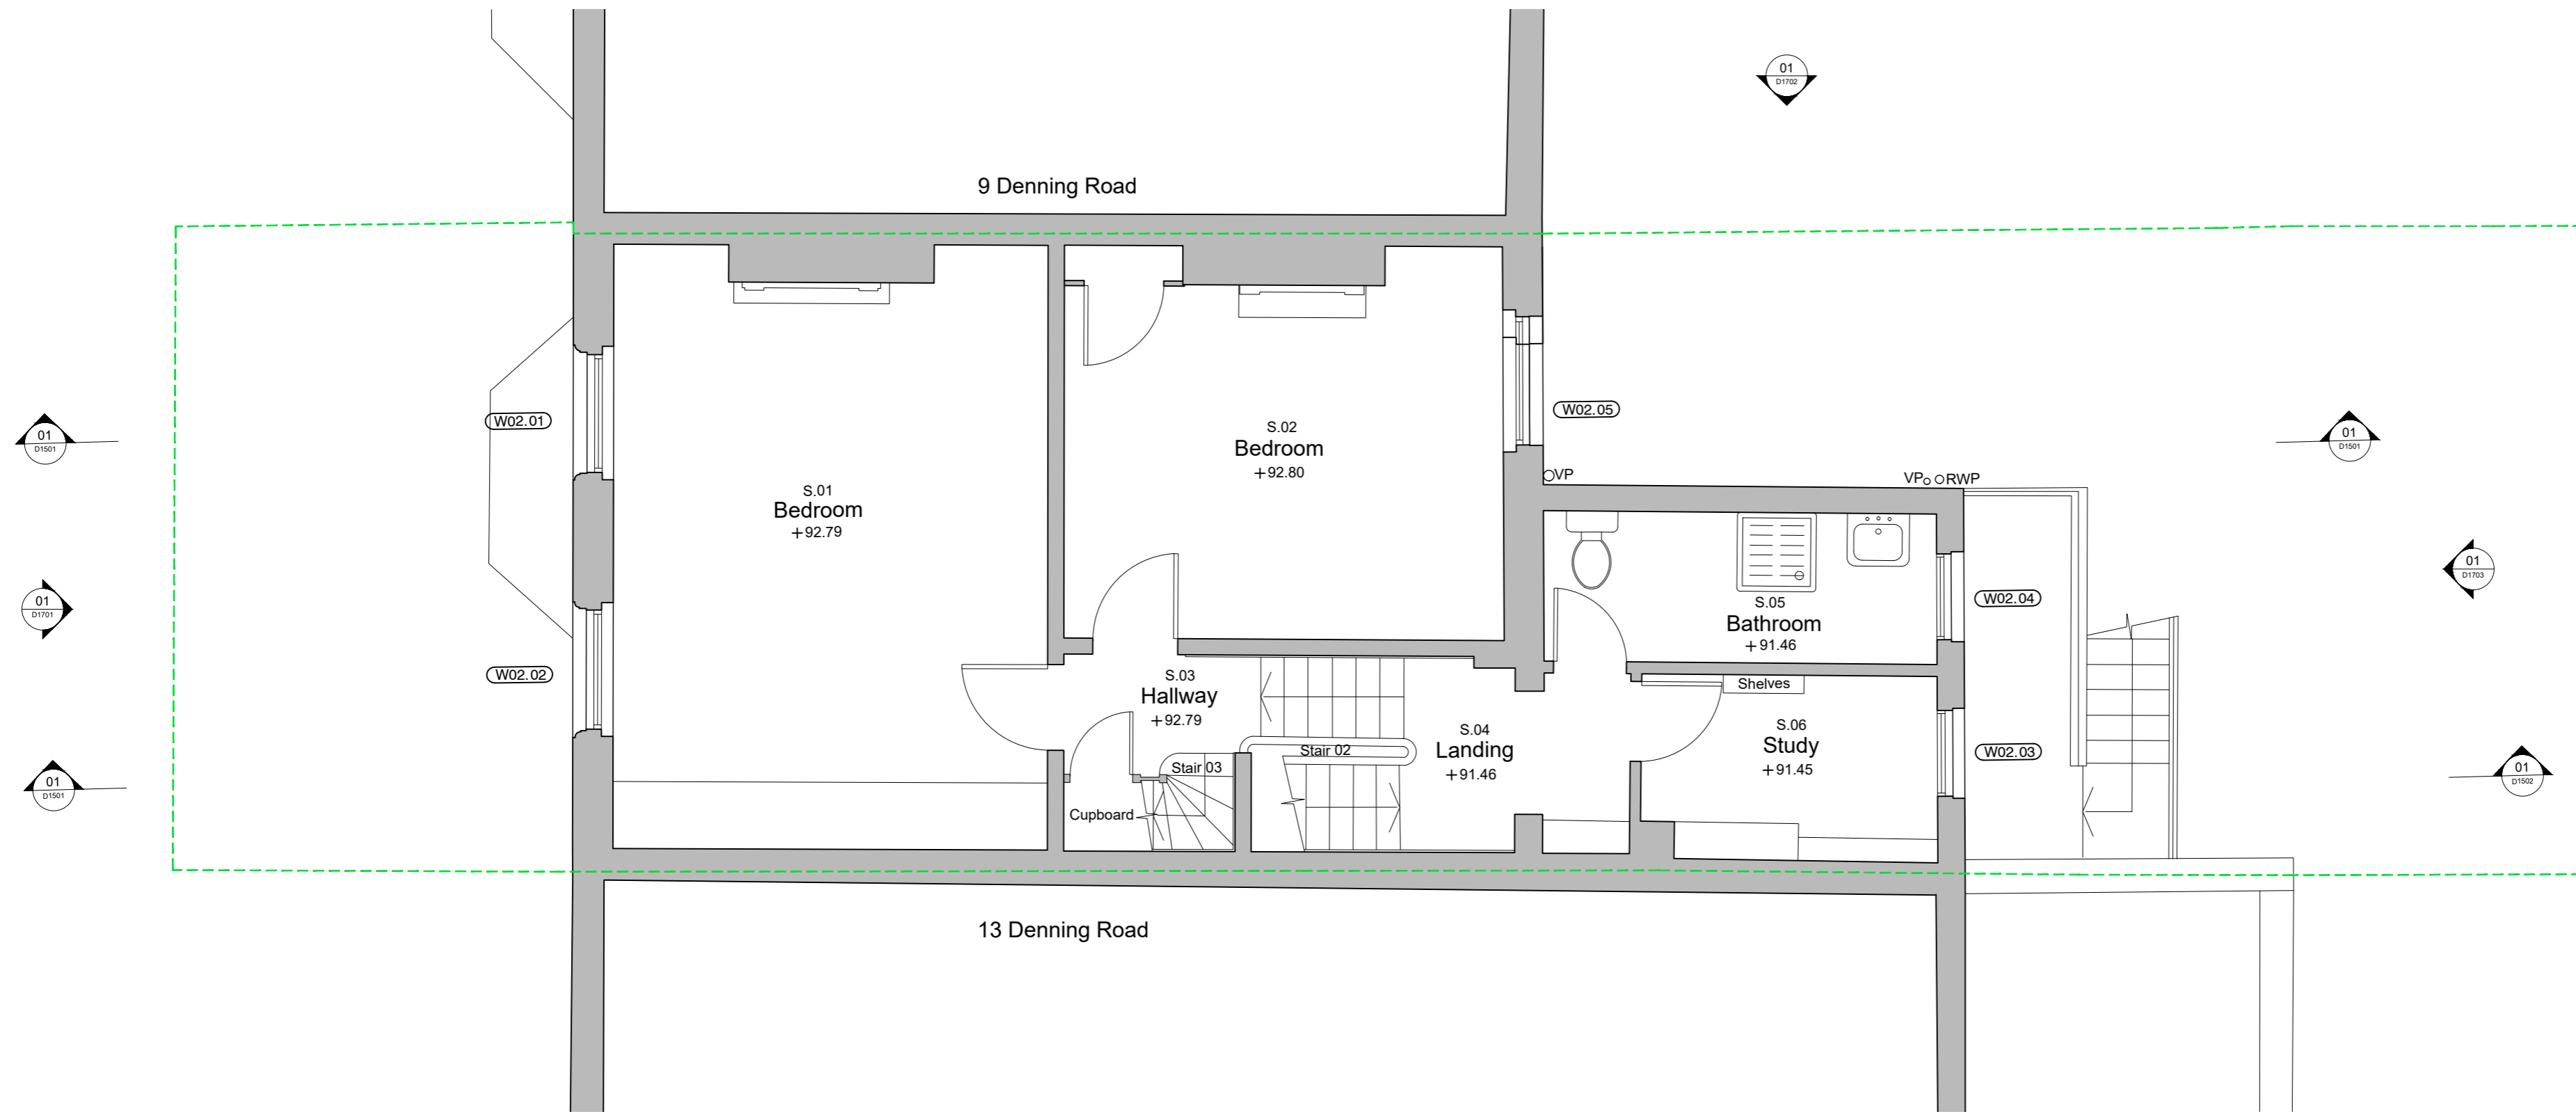 01
D1702
9 Denning Road
W02.01
W02.05
01
D1501
01
D1501
S.02
Bedroom
+92.80
VP
VP
RWP
S.01
Bedroom
+92.79
01
D1701
01
D1703
S.05
Bathroom
+91.46
W02.04
W02.02
S.03
Hallway
+92.79
Shelves
S.04
Landing
+91.46
S.06
Study
+91.45
Stair 02
Stair 03
W02.03
01
D1501
01
D1502
Cupboard
13 Denning Road